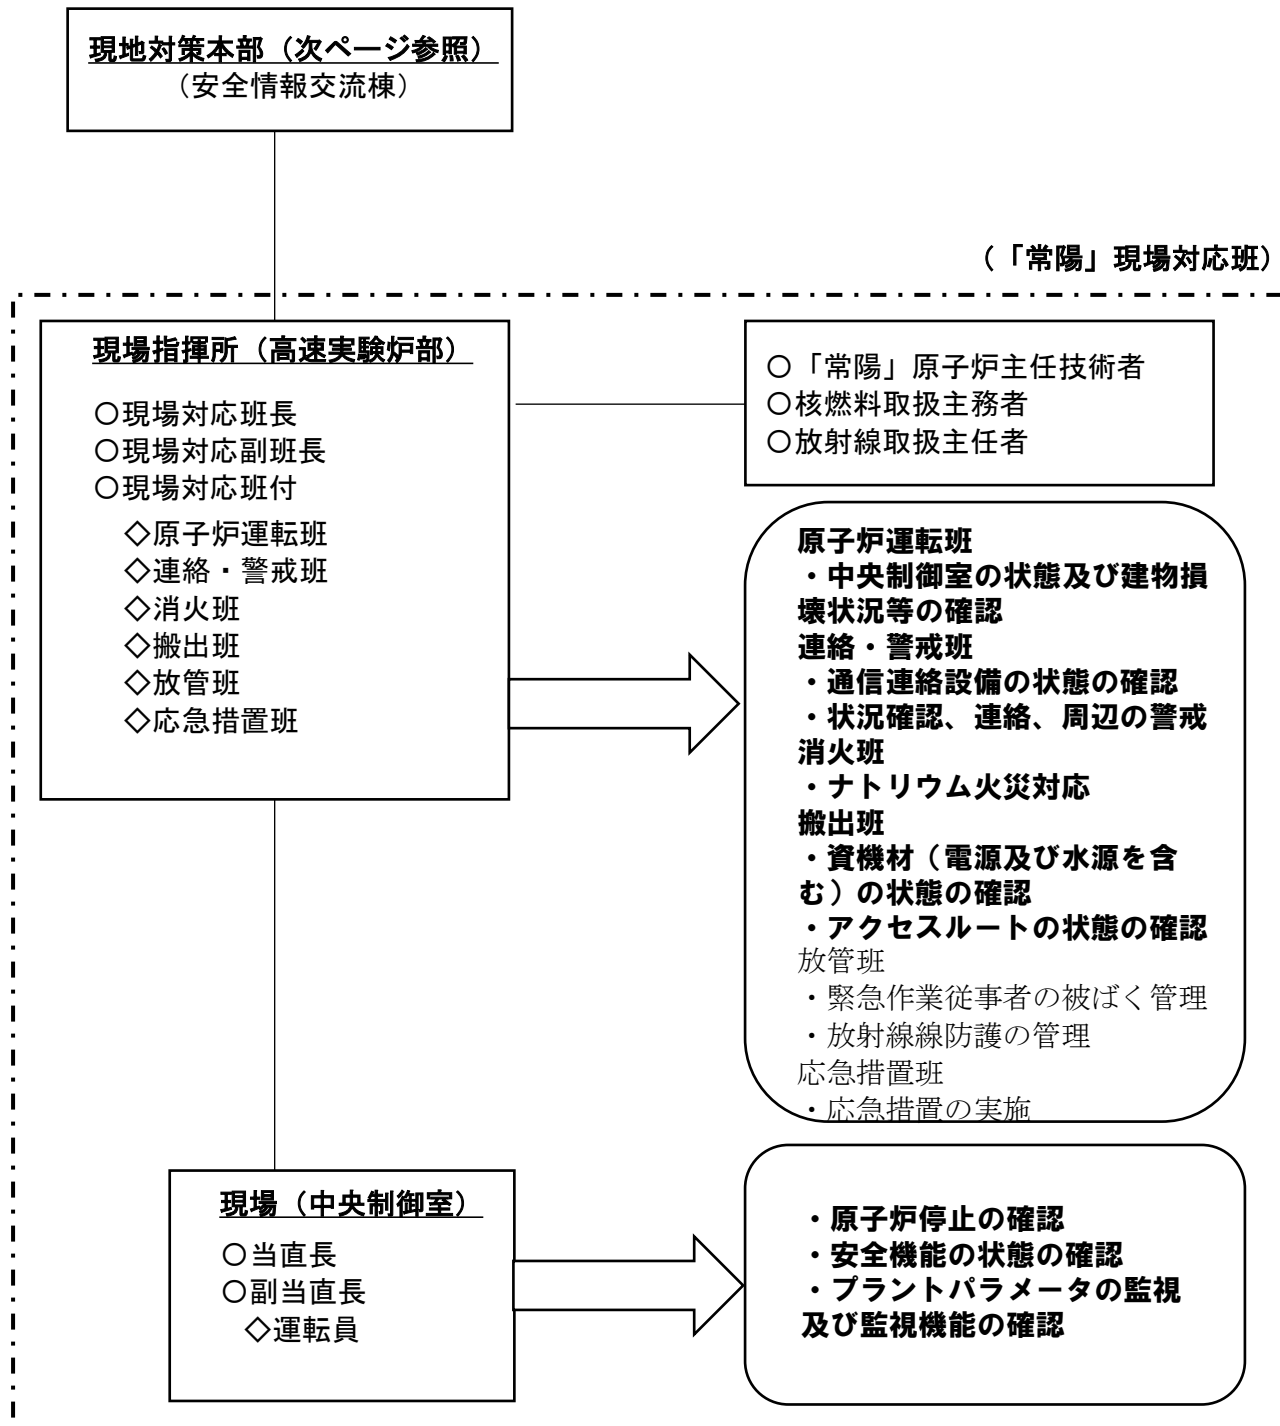 現地対策本部（次ページ参照）
（安全情報交流棟）
（「常陽」現場対応班）
現場指揮所（高速実験炉部）
○現場対応班長
○現場対応副班長
○現場対応班付
◇原子炉運転班
◇連絡・警戒班
◇消火班
◇搬出班
◇放管班
◇応急措置班
○「常陽」原子炉主任技術者
○核燃料取扱主務者
○放射線取扱主任者
原子炉運転班
・中央制御室の状態及び建物損
壊状況等の確認
連絡・警戒班
・通信連絡設備の状態の確認
・状況確認、連絡、周辺の警戒
消火班
・ナトリウム火災対応
搬出班
・資機材（電源及び水源を含
む）の状態の確認
・アクセスルートの状態の確認
放管班
・緊急作業従事者の被ばく管理
・放射線線防護の管理
応急措置班
・応急措置の実施
現場（中央制御室）
○当直長
○副当直長
◇運転員
・原子炉停止の確認
・安全機能の状態の確認
・プラントパラメータの監視
及び監視機能の確認